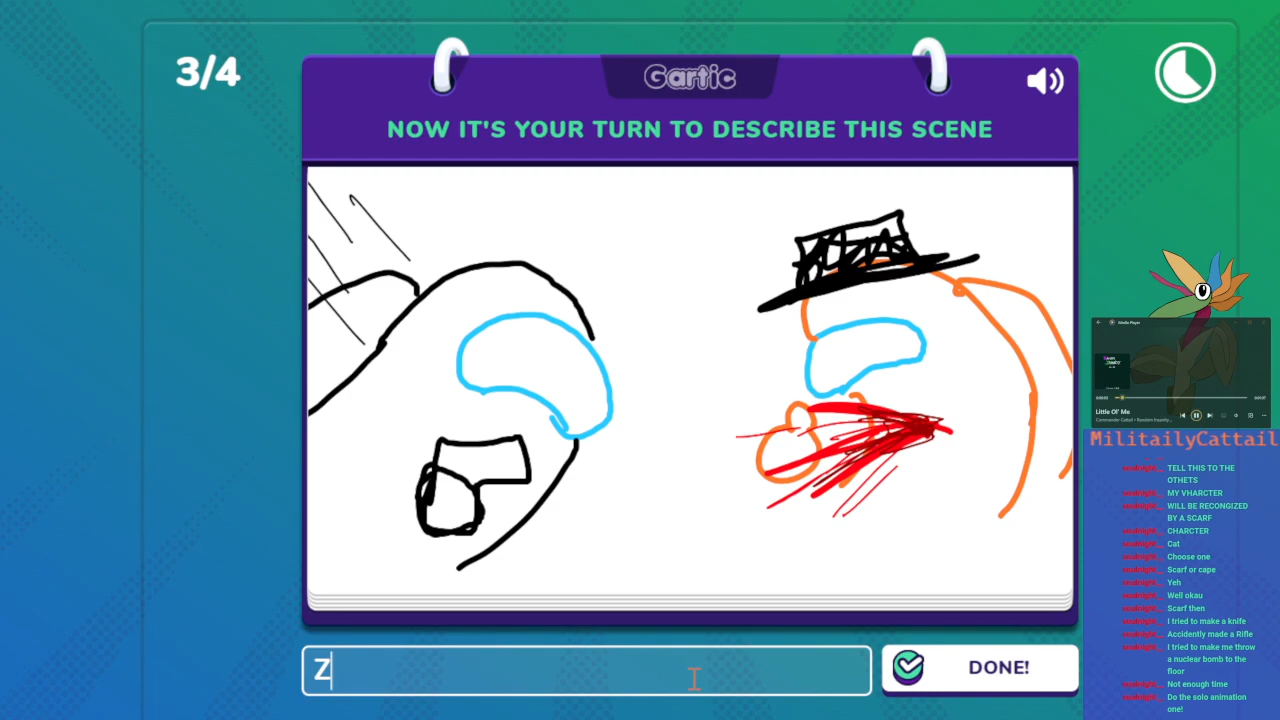 3/4
Gartic
NOW IT'S YOUR TURN TO DESCRIBE THIS SCENE
Z
DONE!
Media Player
Little Ol' Me
MilitailyCattail
TELL THIS TO THE
OTHETS
MY VHARCTER
WILL BE RECONGIZED
BY A SCARF
CHARCTER
Cat
Choose one
Scarf or cape
Yeh
Well okau
Scarf then
I tried to make a knife
Accidently made a Rifle
I tried to make me throw
a nuclear bomb to the
floor
Not enough time
Do the solo animation
one!